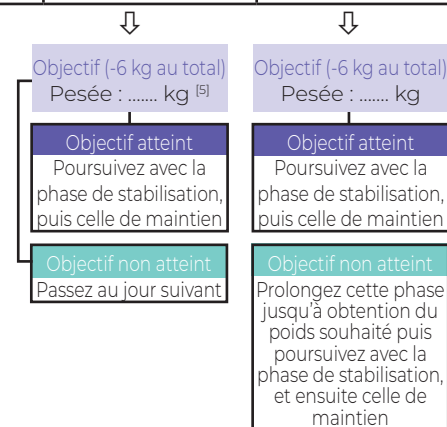 Objectif (-6 kg au total)
Pesée : ....... kg [5]
Objectif atteint
Poursuivez avec la
phase de stabilisation,
puis celle de maintien
Objectif non atteint
Passez au jour suivant
Objectif (-6 kg au total)
Pesée : ....... kg
Objectif atteint
Poursuivez avec la
phase de stabilisation,
puis celle de maintien
Objectif non atteint
Prolongez cette phase
jusqu'à obtention du
poids souhaité puis
poursuivez avec la
phase de stabilisation,
et ensuite celle de
maintien